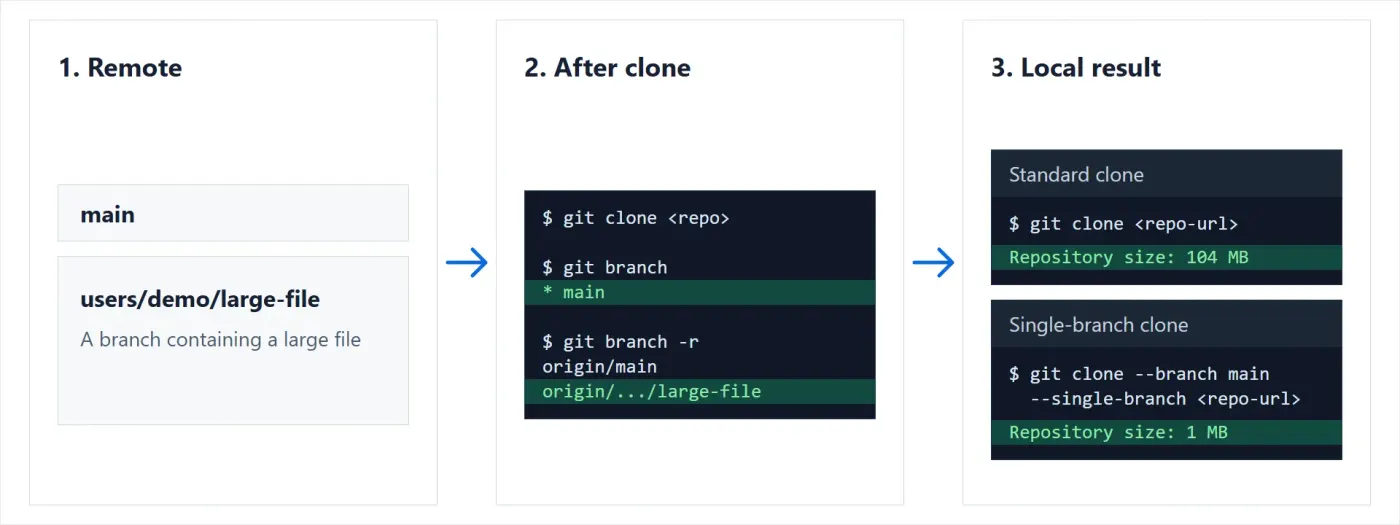 1. Remote
main
users/demo/large-file
A branch containing a large file
2. After clone
$ git clone <repo>
$ git branch
* main
$ git branch -r
origin/main
origin/.../large-file
3. Local result
Standard clone
$ git clone <repo-url>
Repository size: 104 MB
Single-branch clone
$ git clone --branch main
--single-branch <repo-url>
Repository size: 1 MB